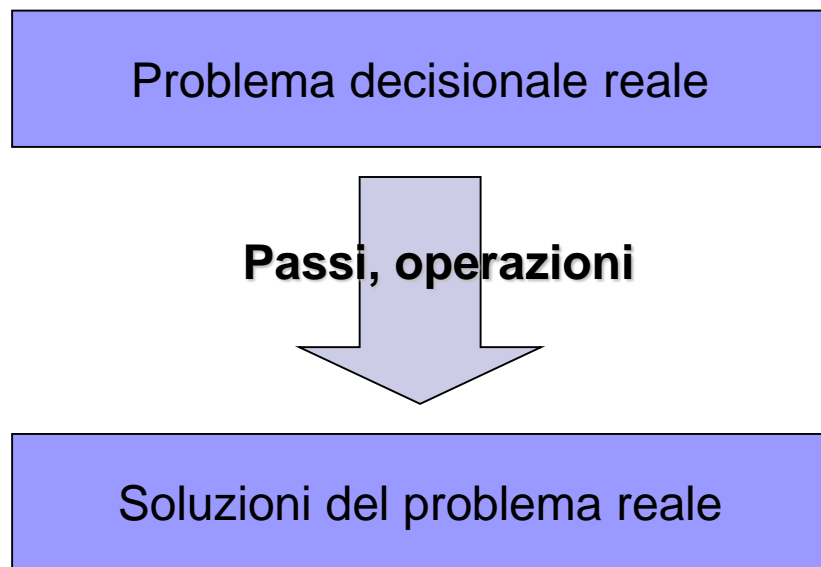 Problema decisionale reale
Passi, operazioni
Soluzioni del problema reale